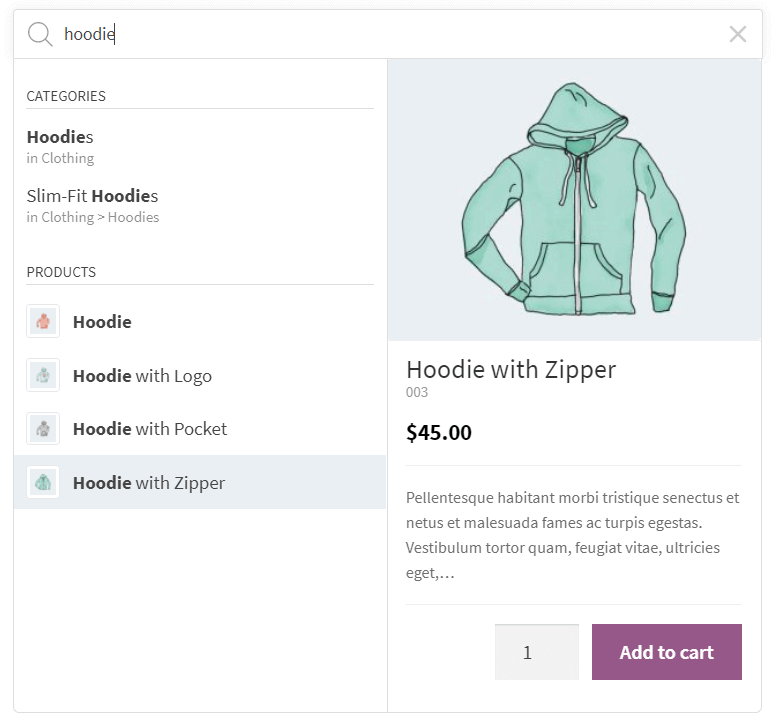 hoodie
CATEGORIES
Hoodies
in Clothing
Slim-Fit Hoodies
in Clothing > Hoodies
PRODUCTS
Hoodie
Hoodie with Logo
Hoodie with Pocket
Hoodie with Zipper
Hoodie with Zipper
003
$45.00
Pellentesque habitant morbi tristique senectus et
netus et malesuada fames ac turpis egestas.
Vestibulum tortor quam, feugiat vitae, ultricies
eget,…
1
Add to cart